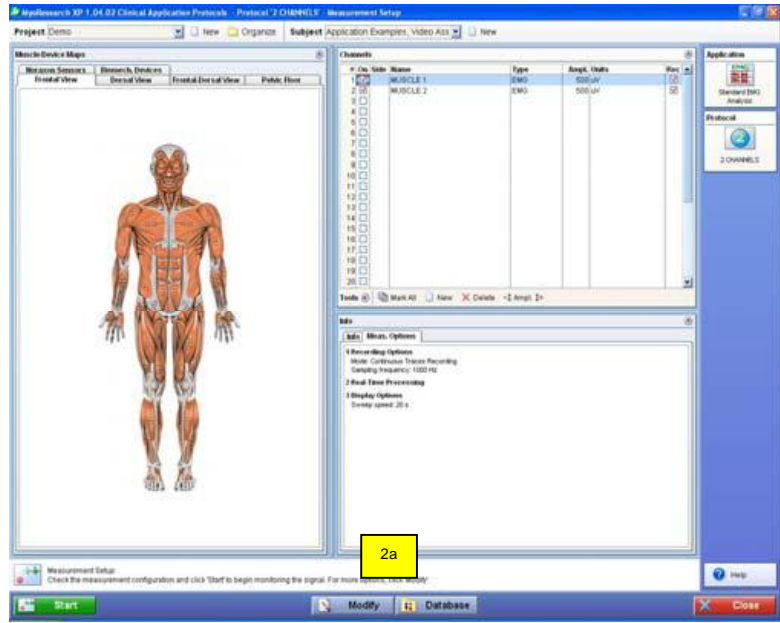 MyoResearch XP 1.04.02 Clinical Application Protocols - Protocol '2 CHANNELS' - Measurement Setup
Project Demo New Organize Subject Application Examples, Video Ass New
Muscle/Device Maps
Noraxon Sensors Biomech. Devices
Frontal View Dorsal View Frontal-Dorsal View Pelvic Floor
Channels
# On Side Name Type Ampl. Units Rec
1 MUSCLE 1 EMG 500 uV
2 MUSCLE 2 EMG 500 uV
3
4
5
6
7
8
9
10
11
12
13
14
15
16
17
18
19
20
Tools Mark All New Delete Ampl.
Info
Info Meas. Options
1 Recording Options
Mode: Continuous Traces Recording
Sampling frequency: 1000 Hz
2 Real-Time Processing
3 Display Options
Sweep speed: 20 s
Application
EMG
Standard EMG
Analysis
Protocol
2
2 CHANNELS
2a
Measurement Setup:
Check the measurement configuration and click 'Start' to begin monitoring the signal. For more options, click 'Modify'.
Help
Start Modify Database Close